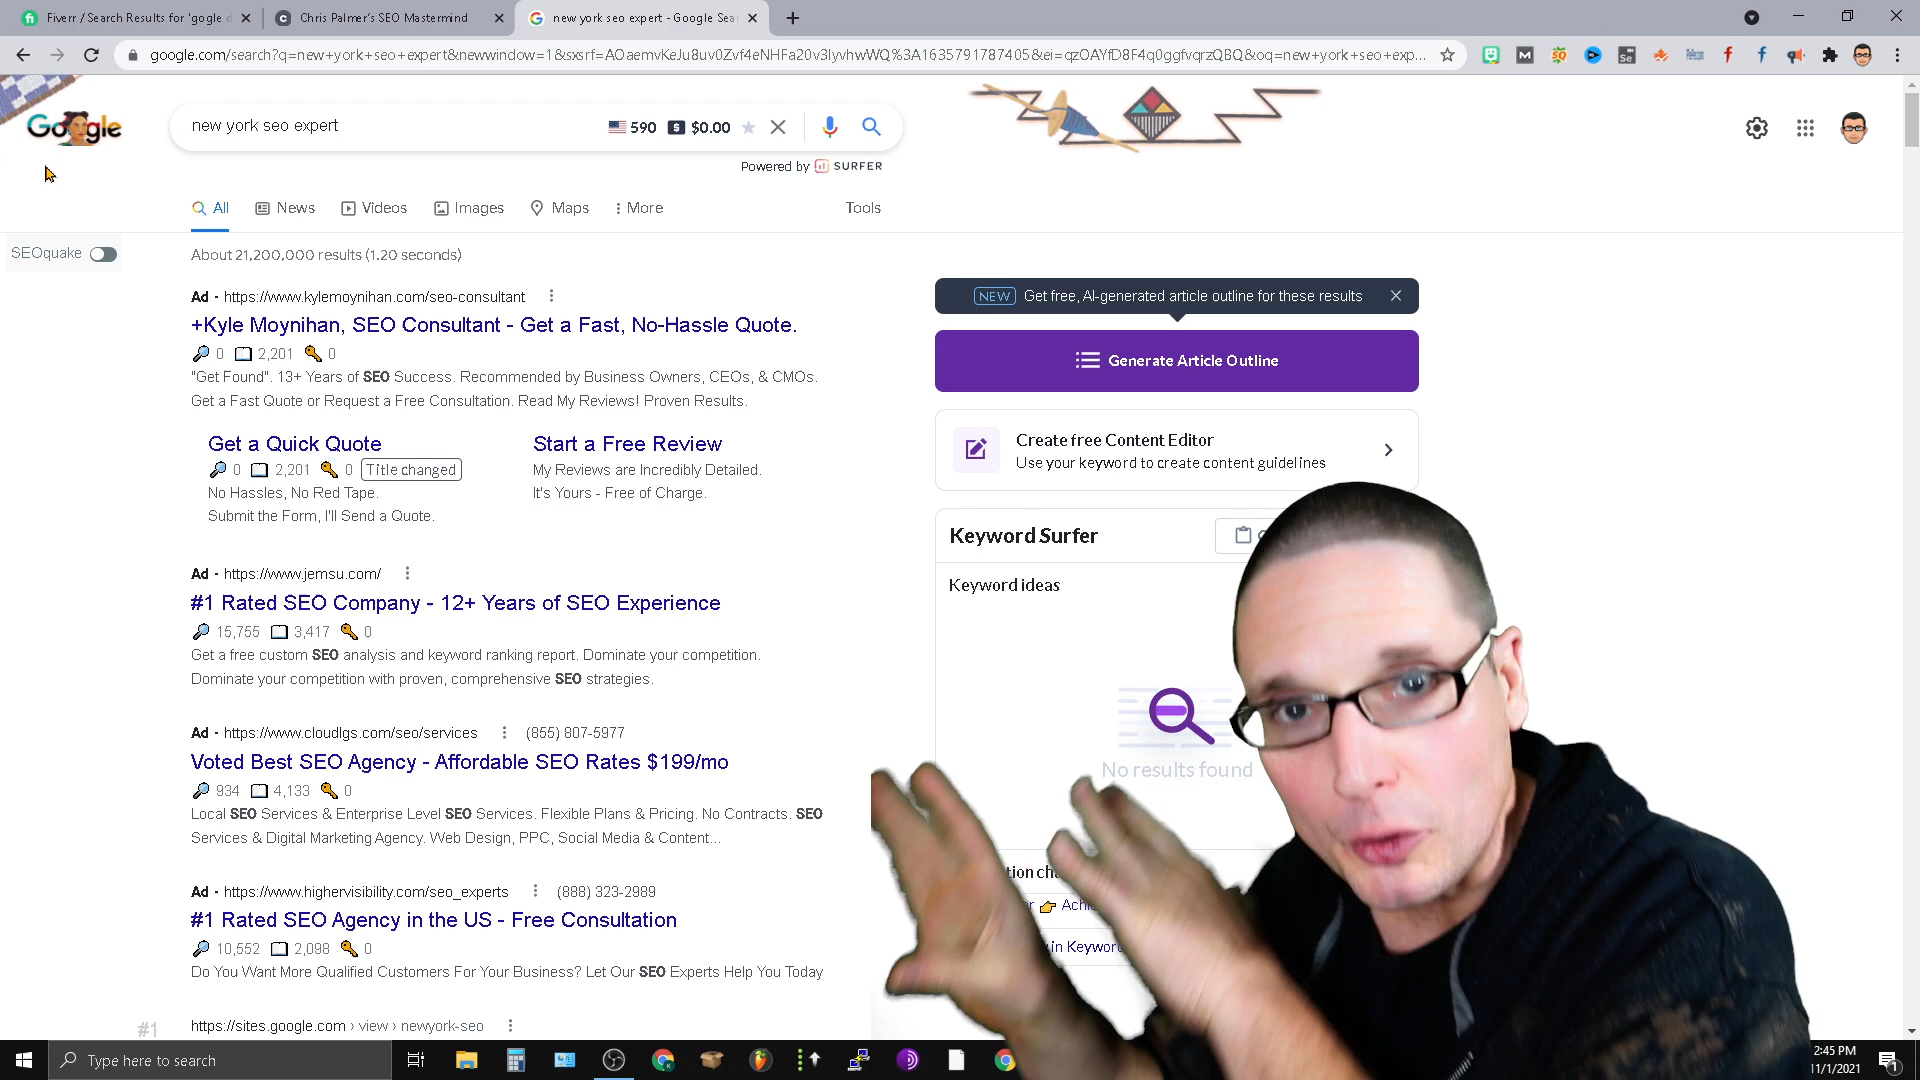 Fiverr / Search Results for 'gogle d
Chris Palmer's SEO Mastermind
new york seo expert - Google Sea
google.com/search?q=new+york+seo+expert&newwindow=1&sxsrf=AOaemvKeJu8uv0Zvf4eNHFa20v3IyvhwWQ%3A1635791787405&ei=qzOAYfD8F4q0ggfvqrzQBQ&oq=new+york+seo+exp...
Google
new york seo expert
590
$0.00
Powered by SURFER
All
News
Videos
Images
Maps
More
Tools
SEOquake
About 21,200,000 results (1.20 seconds)
Ad - https://www.kylemoynihan.com/seo-consultant
+Kyle Moynihan, SEO Consultant - Get a Fast, No-Hassle Quote.
0 2,201 0
"Get Found". 13+ Years of SEO Success. Recommended by Business Owners, CEOs, & CMOs.
Get a Fast Quote or Request a Free Consultation. Read My Reviews! Proven Results.
Get a Quick Quote
0 2,201 0 Title changed
No Hassles, No Red Tape.
Submit the Form, I'll Send a Quote.
Start a Free Review
My Reviews are Incredibly Detailed.
It's Yours - Free of Charge.
Ad - https://www.jemsu.com/
#1 Rated SEO Company - 12+ Years of SEO Experience
15,755 3,417 0
Get a free custom SEO analysis and keyword ranking report. Dominate your competition.
Dominate your competition with proven, comprehensive SEO strategies.
Ad - https://www.cloudlgs.com/seo/services (855) 807-5977
Voted Best SEO Agency - Affordable SEO Rates $199/mo
934 4,133 0
Local SEO Services & Enterprise Level SEO Services. Flexible Plans & Pricing. No Contracts. SEO
Services & Digital Marketing Agency. Web Design, PPC, Social Media & Content...
Ad - https://www.highervisibility.com/seo_experts (888) 323-2989
#1 Rated SEO Agency in the US - Free Consultation
10,552 2,098 0
Do You Want More Qualified Customers For Your Business? Let Our SEO Experts Help You Today
#1
https://sites.google.com › view › newyork-seo
NEW Get free, AI-generated article outline for these results
Generate Article Outline
Create free Content Editor
Use your keyword to create content guidelines
Keyword Surfer
Keyword ideas
No results found
tion cha
r Achi
in Keyword
Type here to search
2:45 PM
11/1/2021
1